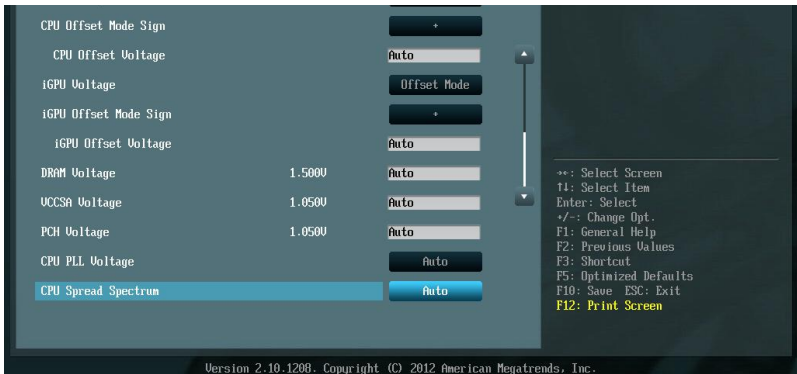 CPU Offset Mode Sign +
CPU Offset Voltage Auto
iGPU Voltage Offset Mode
iGPU Offset Mode Sign +
iGPU Offset Voltage Auto
DRAM Voltage 1.500V Auto
VCCSA Voltage 1.050V Auto
PCH Voltage 1.050V Auto
CPU PLL Voltage Auto
CPU Spread Spectrum Auto
→←: Select Screen
↑↓: Select Item
Enter: Select
+/-: Change Opt.
F1: General Help
F2: Previous Values
F3: Shortcut
F5: Optimized Defaults
F10: Save ESC: Exit
F12: Print Screen
Version 2.10.1208. Copyright (C) 2012 American Megatrends, Inc.